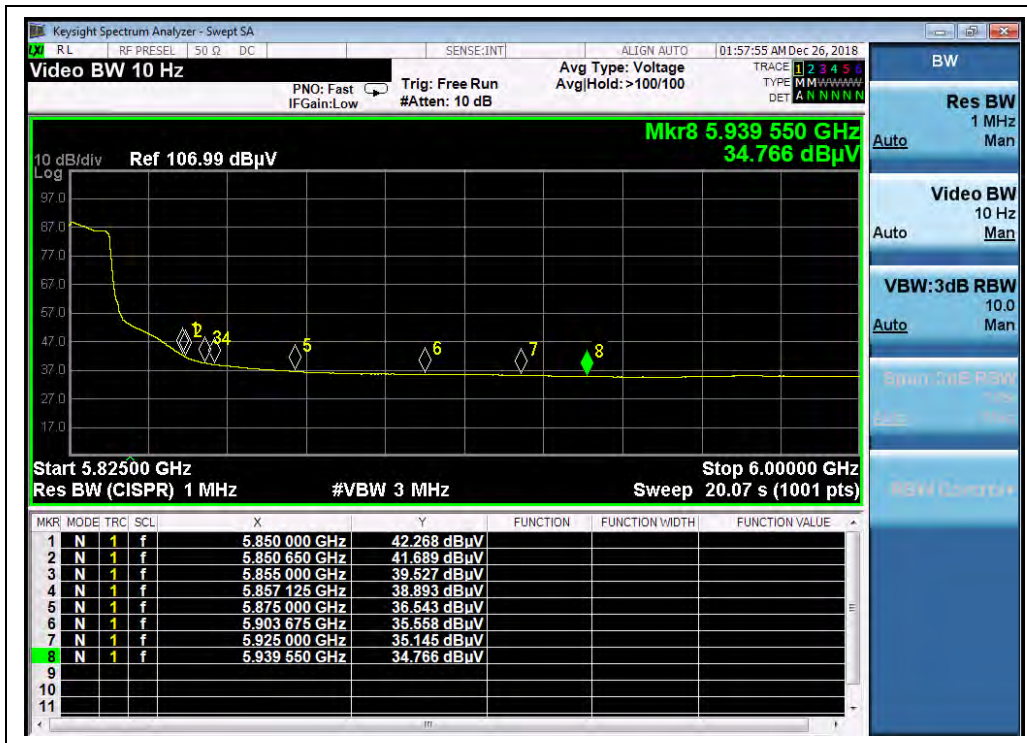 Keysight Spectrum Analyzer - Swept SA
LXI RL RF PRESEL 50 Ω DC SENSE:INT ALIGN AUTO 01:57:55 AM Dec 26, 2018
Video BW 10 Hz
PNO: Fast
IFGain:Low
Trig: Free Run
#Atten: 10 dB
Avg Type: Voltage
Avg|Hold:>100/100
TRACE 1 2 3 4 5 6
TYPE M M W W W W
DET A N N N N N
Mkr8 5.939 550 GHz
34.766 dBµV
10 dB/div Ref 106.99 dBµV
Log
97.0
87.0
77.0
67.0
57.0
47.0
37.0
27.0
17.0
1 2 3 4 5 6 7 8
Start 5.82500 GHz Stop 6.00000 GHz
Res BW (CISPR) 1 MHz #VBW 3 MHz Sweep 20.07 s (1001 pts)
MKR MODE TRC SCL X Y FUNCTION FUNCTION WIDTH FUNCTION VALUE
1 N 1 f 5.850 000 GHz 42.268 dBµV
2 N 1 f 5.850 650 GHz 41.689 dBµV
3 N 1 f 5.855 000 GHz 39.527 dBµV
4 N 1 f 5.857 125 GHz 38.893 dBµV
5 N 1 f 5.875 000 GHz 36.543 dBµV
6 N 1 f 5.903 675 GHz 35.558 dBµV
7 N 1 f 5.925 000 GHz 35.145 dBµV
8 N 1 f 5.939 550 GHz 34.766 dBµV
9
10
11
BW
Res BW
1 MHz
Auto Man
Video BW
10 Hz
Auto Man
VBW:3dB RBW
10.0
Auto Man